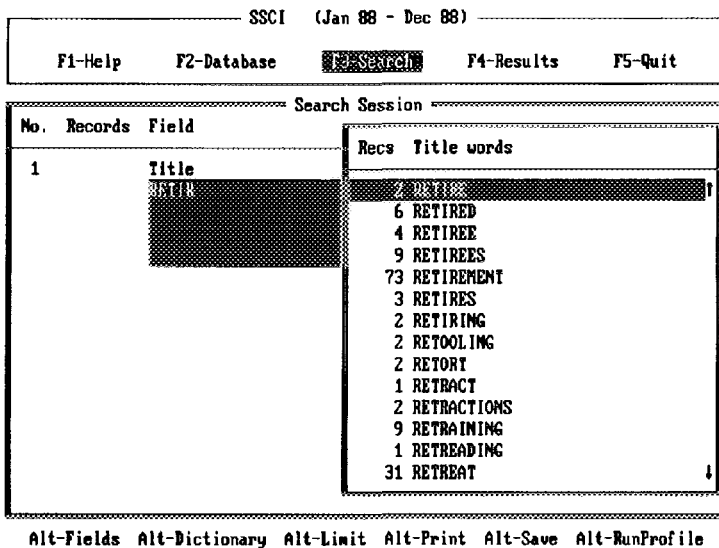 SSCI (Jan 88 - Dec 88)
F1-Help F2-Database F3-Search F4-Results F5-Quit
Search Session
No. Records Field
Recs Title words
1 Title
RETIR
2 RETIRE
6 RETIRED
4 RETIREE
9 RETIREES
73 RETIREMENT
3 RETIRES
2 RETIRING
2 RETOOLING
2 RETORT
1 RETRACT
2 RETRACTIONS
9 RETRAINING
1 RETREADING
31 RETREAT
Alt-Fields Alt-Dictionary Alt-Limit Alt-Print Alt-Save Alt-RunProfile